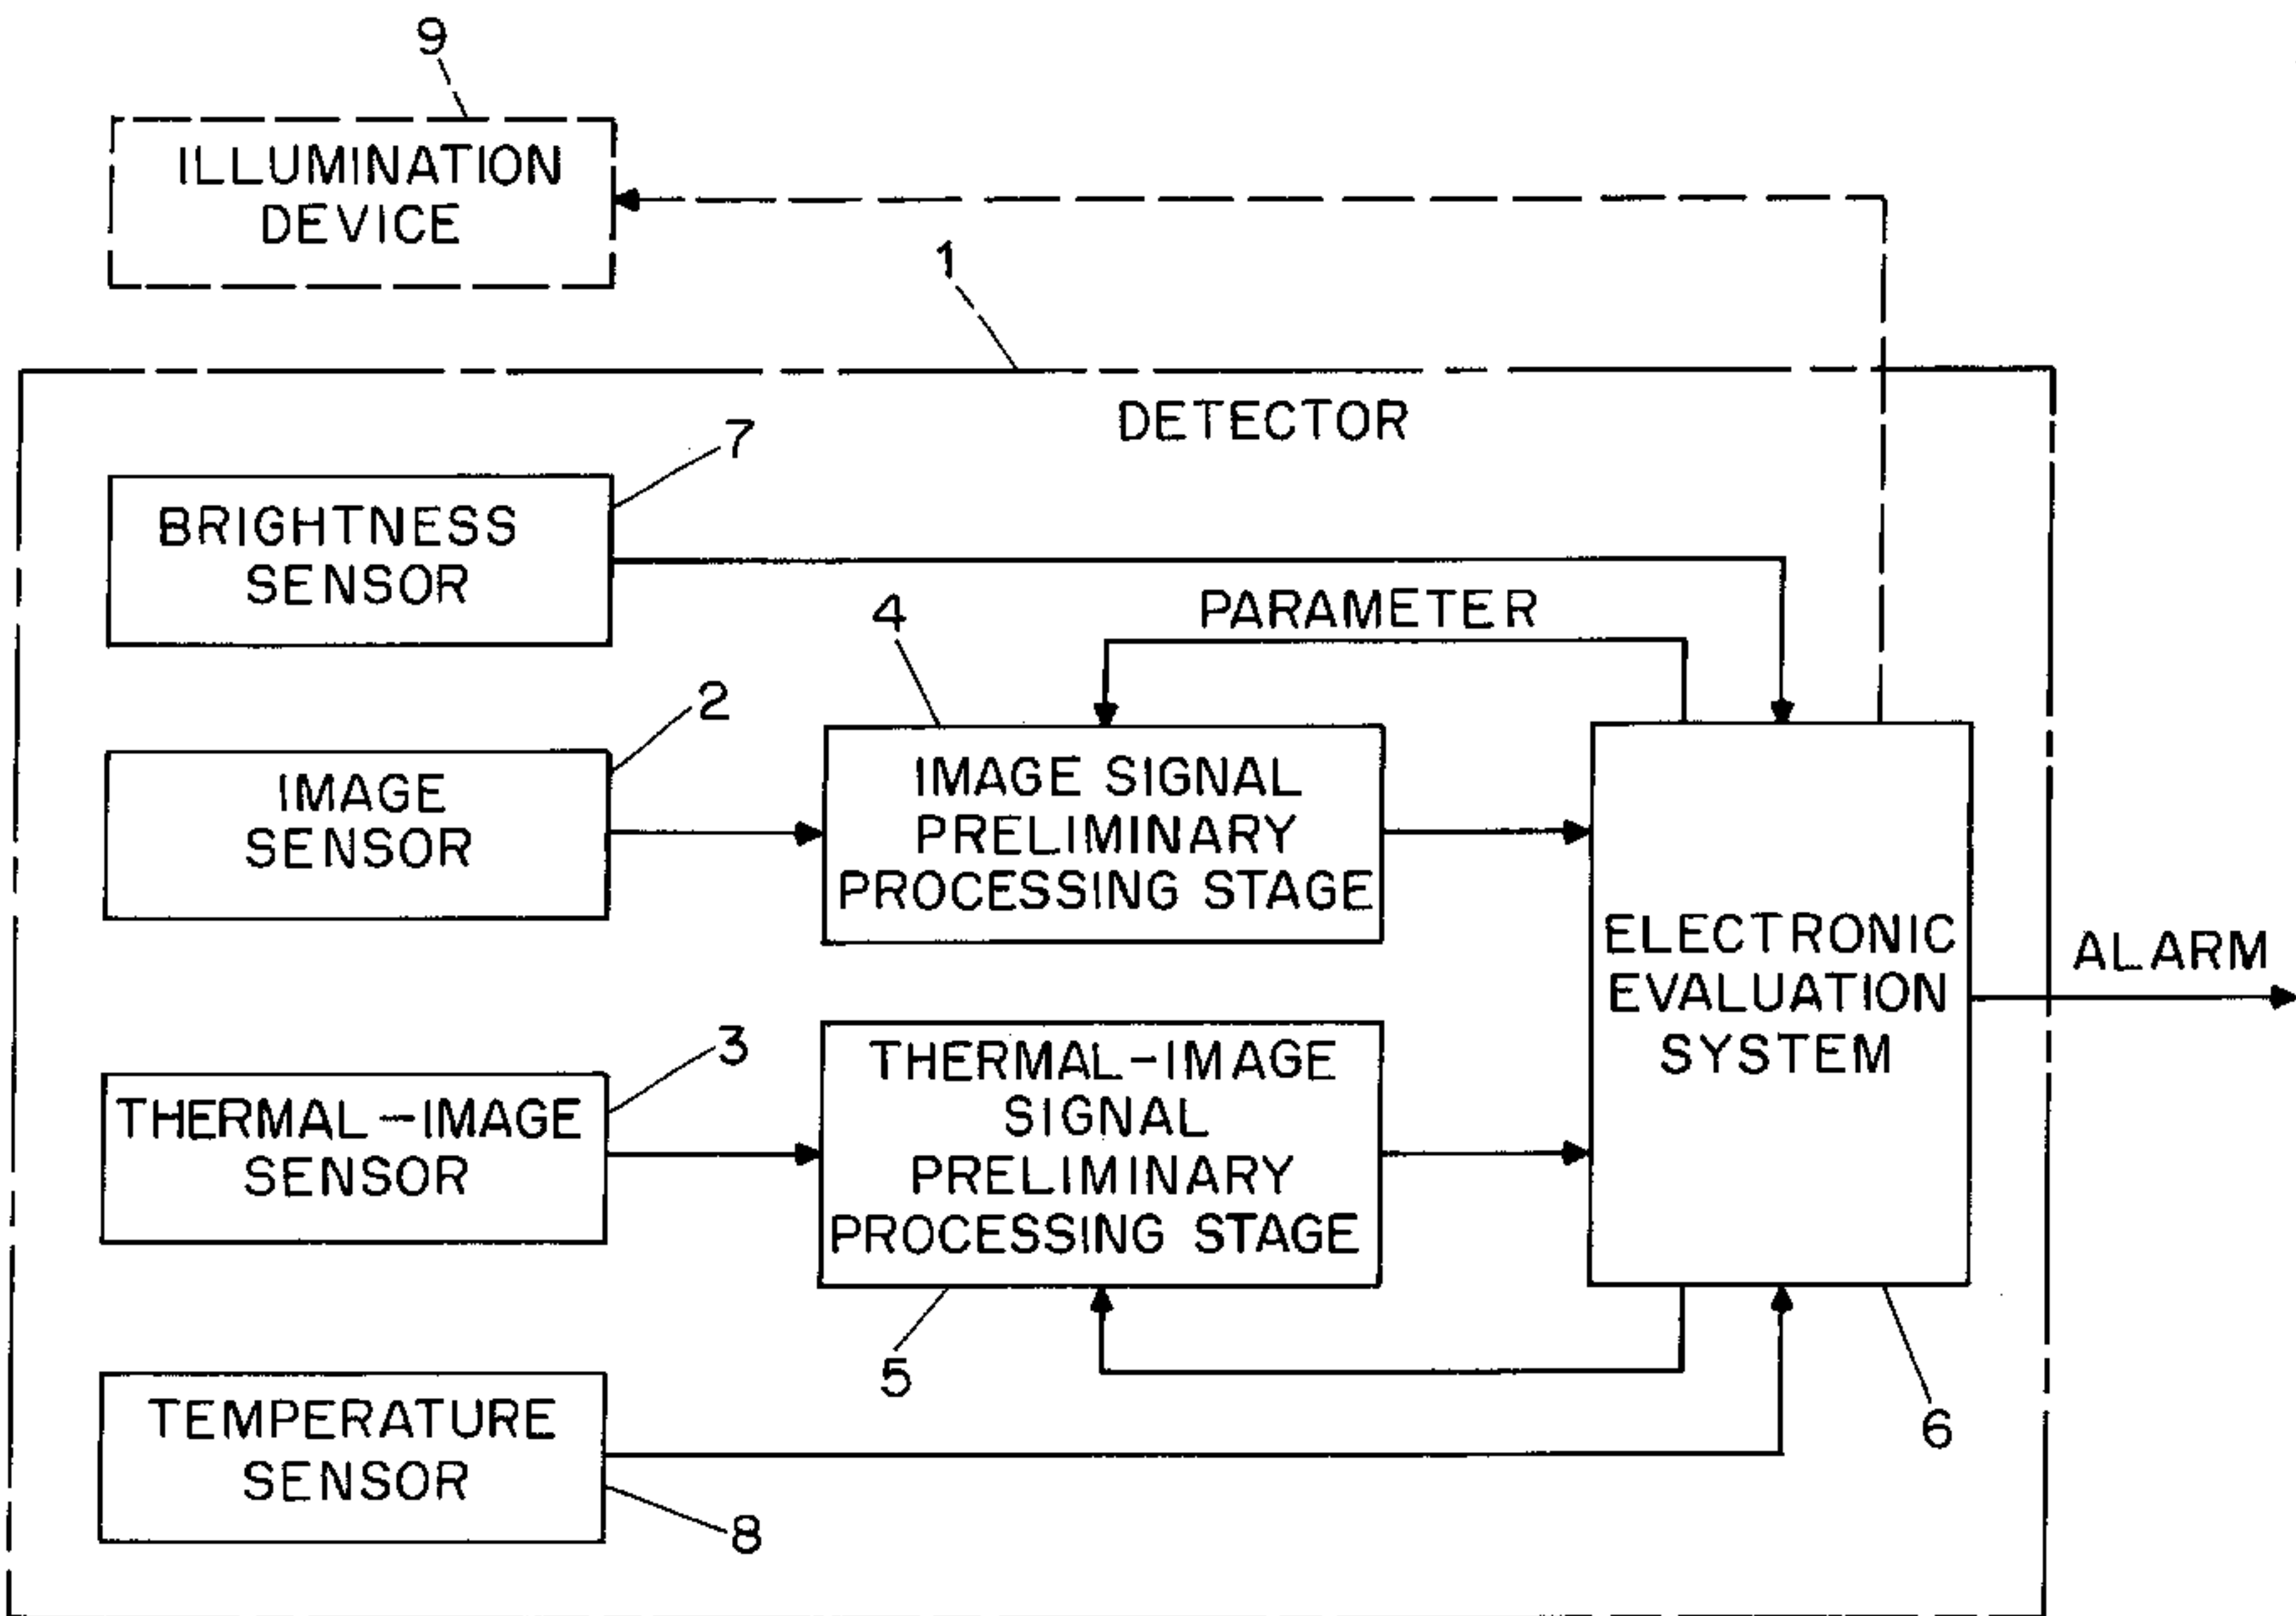 9
ILLUMINATION
DEVICE
1
DETECTOR
7
BRIGHTNESS
SENSOR
PARAMETER
4
2
IMAGE
SENSOR
IMAGE SIGNAL
PRELIMINARY
PROCESSING STAGE
ELECTRONIC
EVALUATION
SYSTEM
ALARM
3
THERMAL-IMAGE
SENSOR
THERMAL-IMAGE
SIGNAL
PRELIMINARY
PROCESSING STAGE
5
6
TEMPERATURE
SENSOR
8